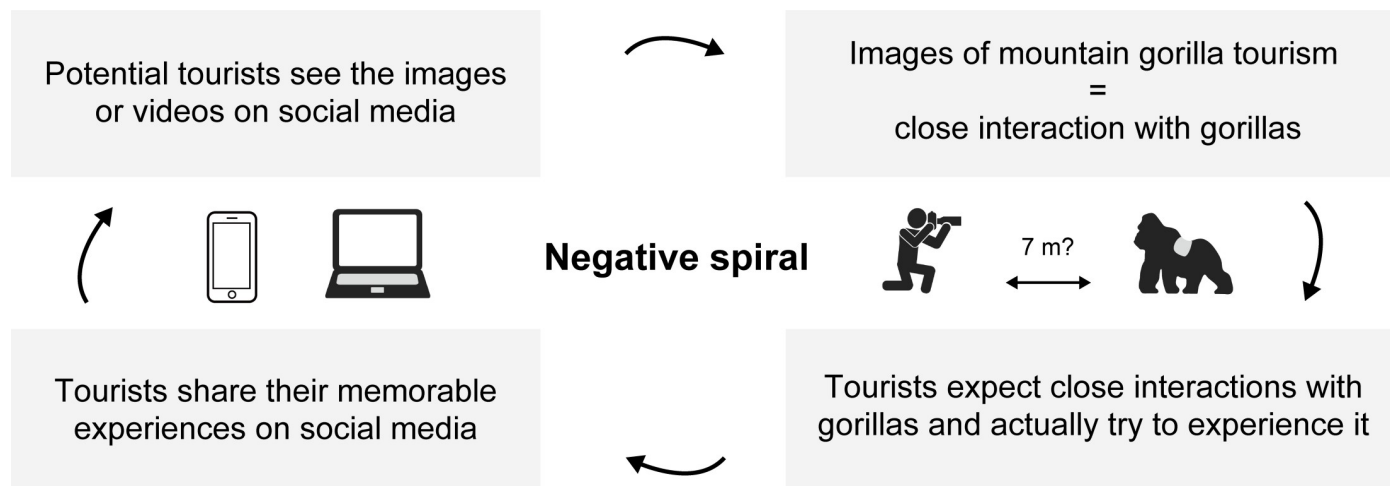 Potential tourists see the images
or videos on social media
Images of mountain gorilla tourism
=
close interaction with gorillas
Negative spiral
7 m?
Tourists share their memorable
experiences on social media
Tourists expect close interactions with
gorillas and actually try to experience it